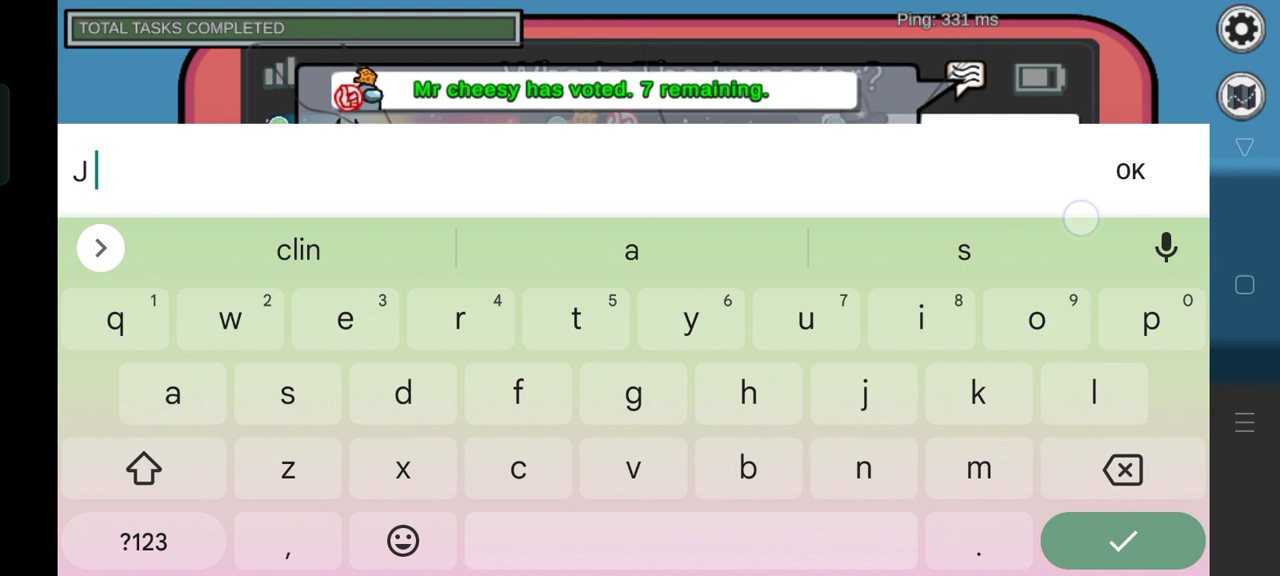 TOTAL TASKS COMPLETED
Ping: 331 ms
Mr cheesy has voted. 7 remaining.
J
OK
clin a s
q 1 w 2 e 3 r 4 t 5 y 6 u 7 i 8 o 9 p 0
a s d f g h j k l
z x c v b n m
?123 , .